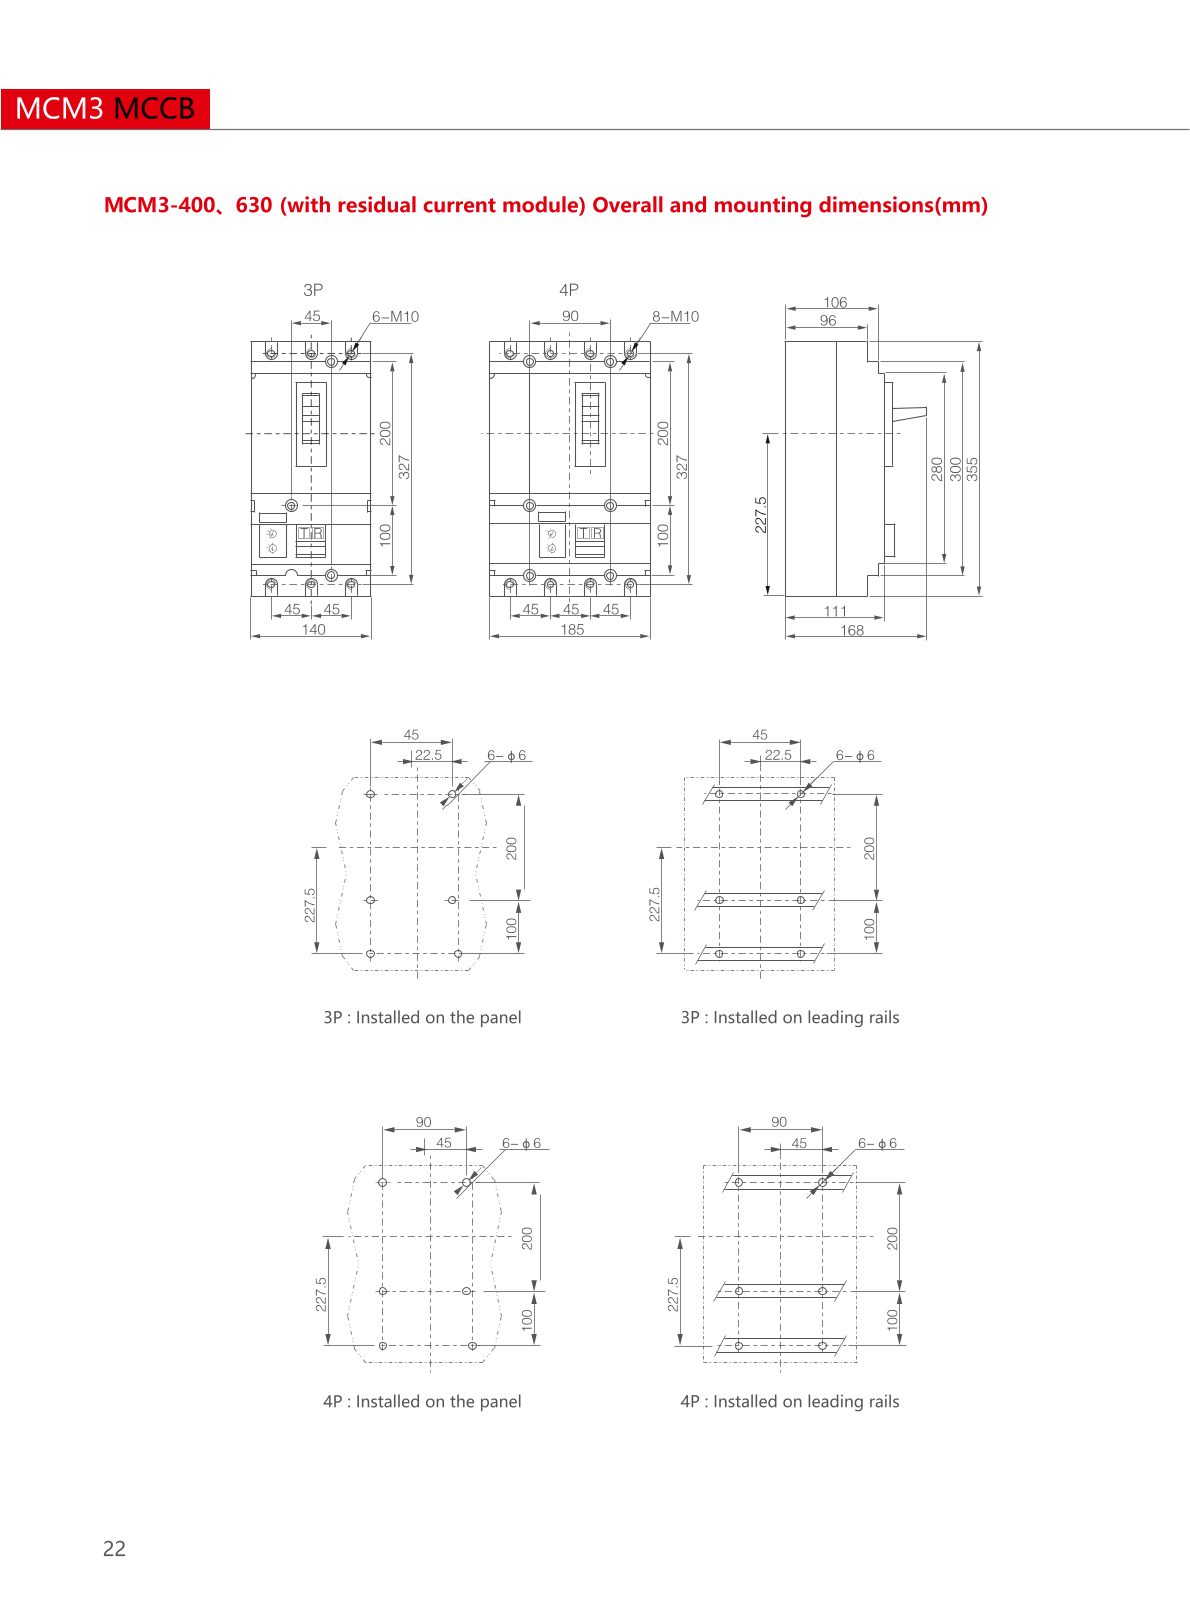 MCM3 MCCB
MCM3-400、630 (with residual current module) Overall and mounting dimensions(mm)
3P
45
6-M10
200
327
T R
100
45 45
140
4P
90
8-M10
200
327
T R
100
45 45 45
185
106
96
227.5
280
300
355
111
168
45
22.5
6-ϕ6
200
227.5
100
3P : Installed on the panel
45
22.5
6-ϕ6
200
227.5
100
3P : Installed on leading rails
90
45
6-ϕ6
200
227.5
100
4P : Installed on the panel
90
45
6-ϕ6
200
227.5
100
4P : Installed on leading rails
22